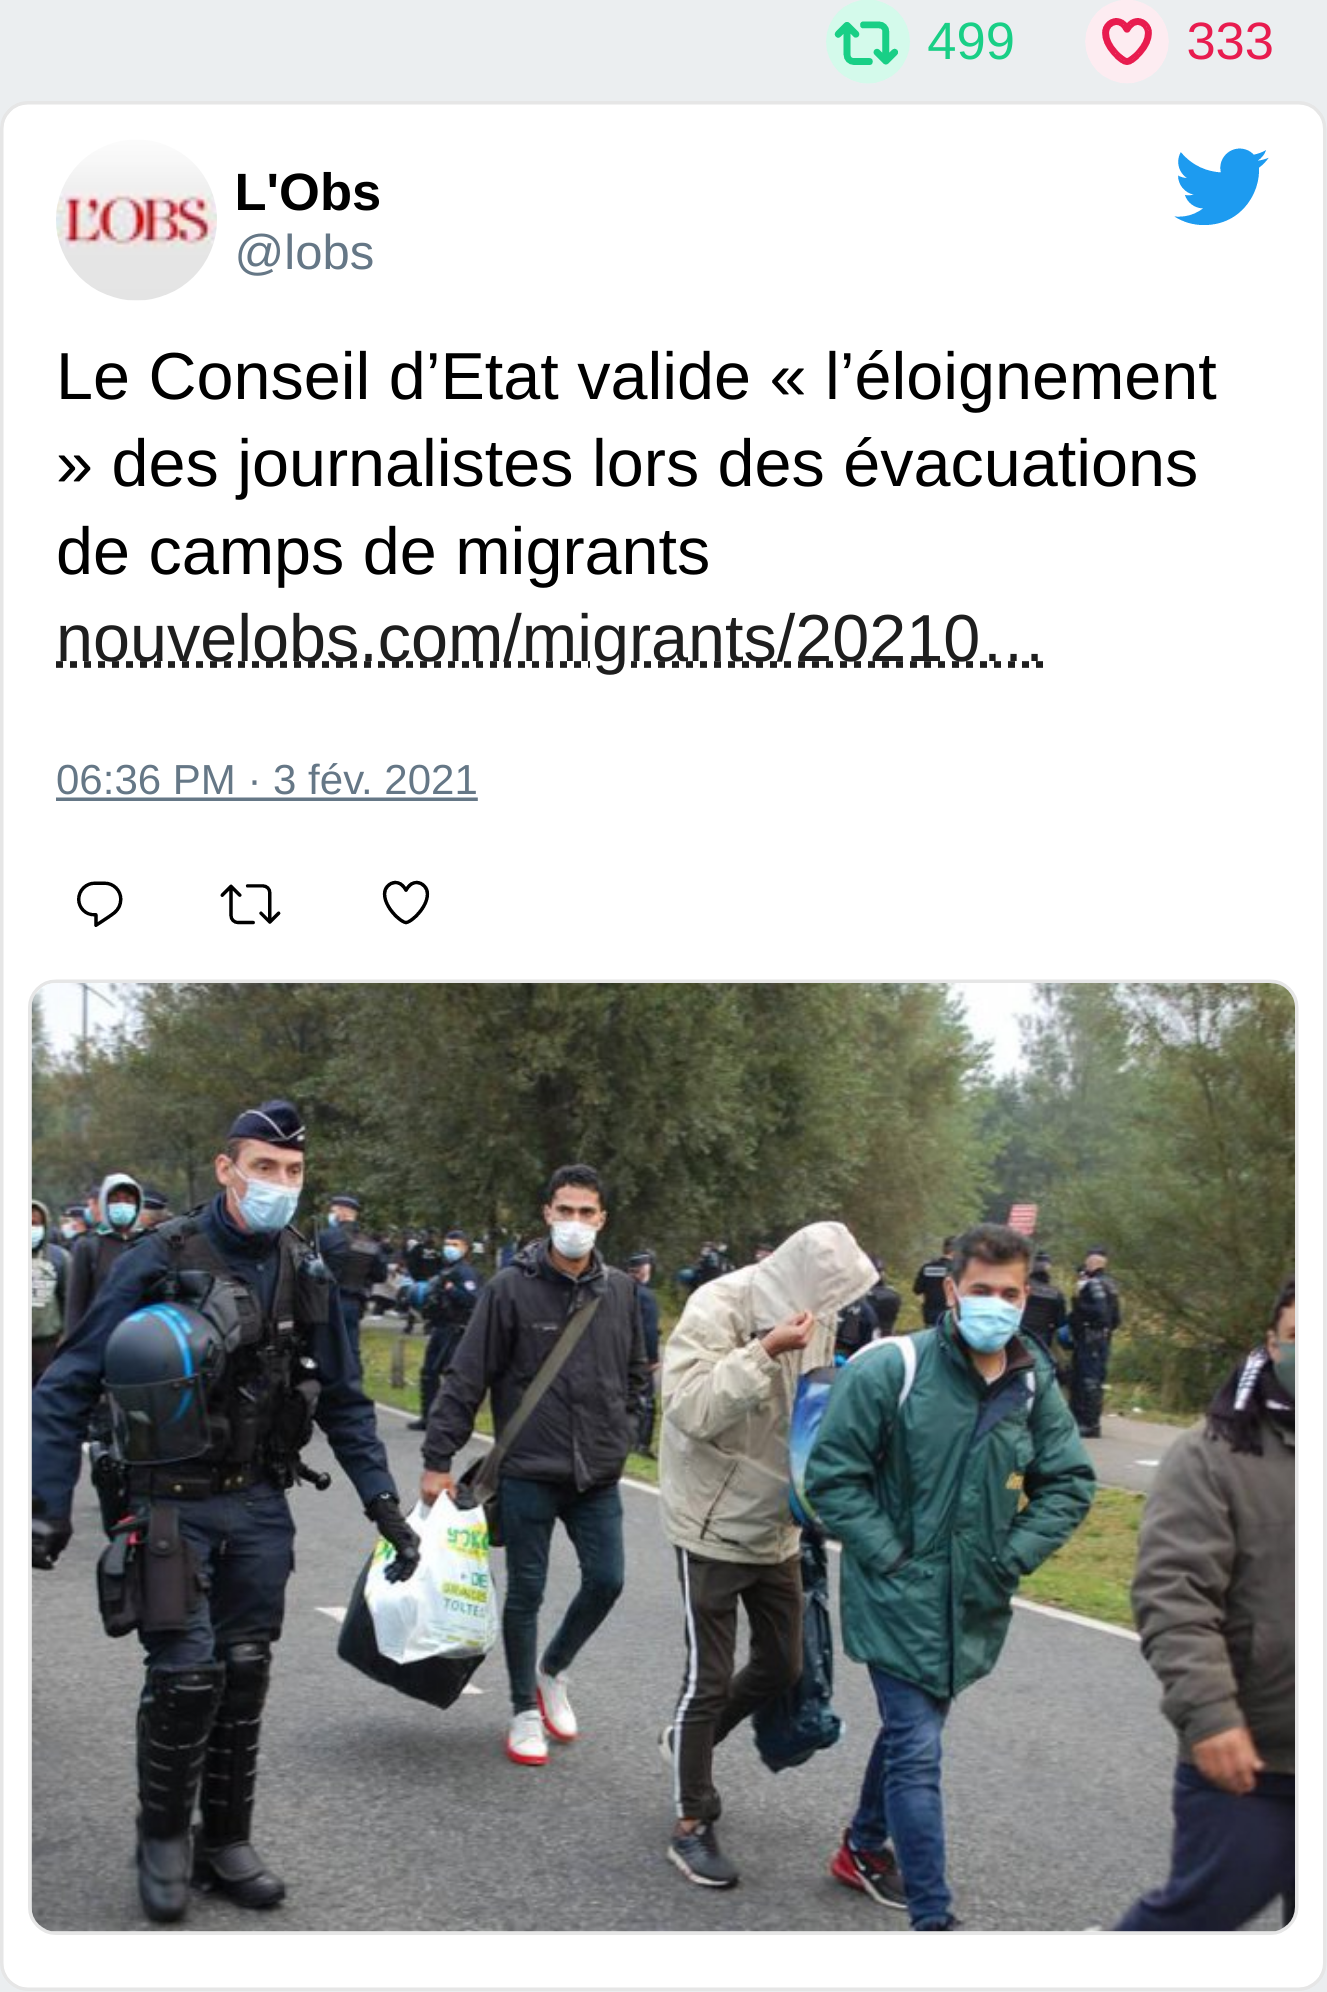 499 333
L'OBS
L'Obs
@lobs
Le Conseil d’Etat valide « l’éloignement
» des journalistes lors des évacuations
de camps de migrants
nouvelobs.com/migrants/20210...
06:36 PM · 3 fév. 2021